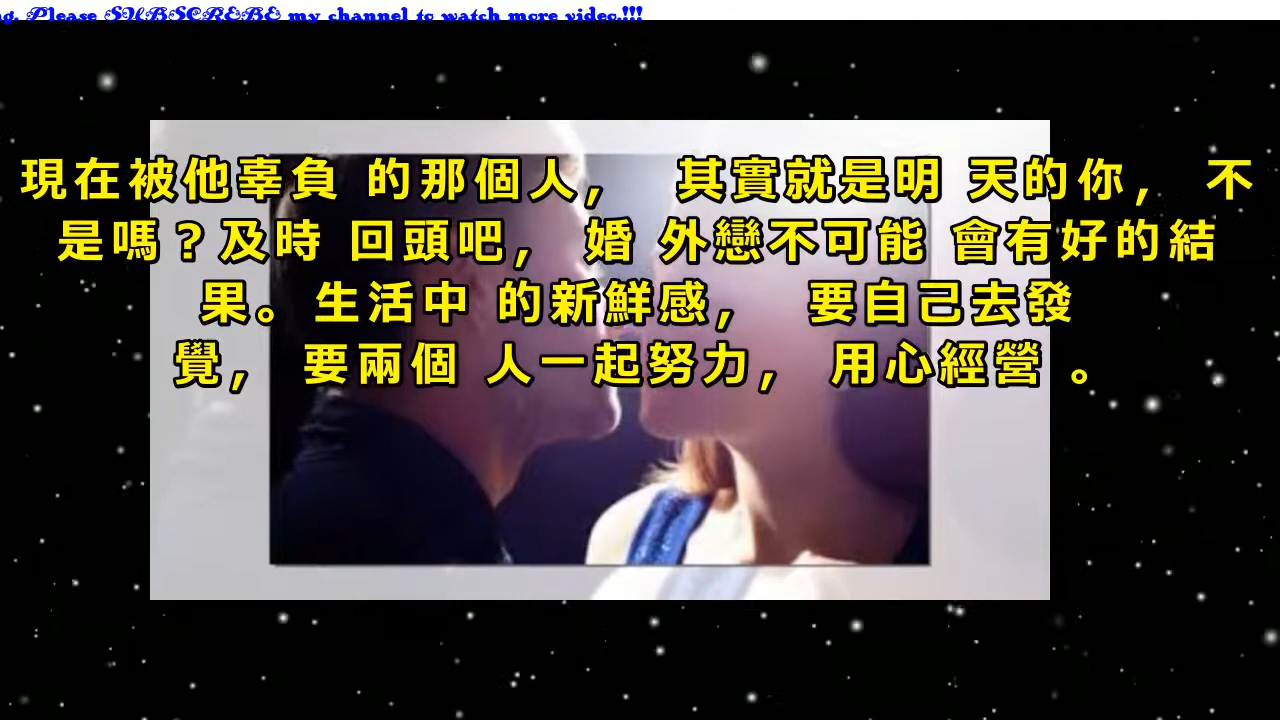 Please SUBSCREBE my channel to watch more video.!!!
現在被他辜負 的那個人， 其實就是明 天的你， 不
是嗎？及時 回頭吧， 婚 外戀不可能 會有好的結
果。生活中 的新鮮感， 要自己去發
覺， 要兩個 人一起努力， 用心經營 。